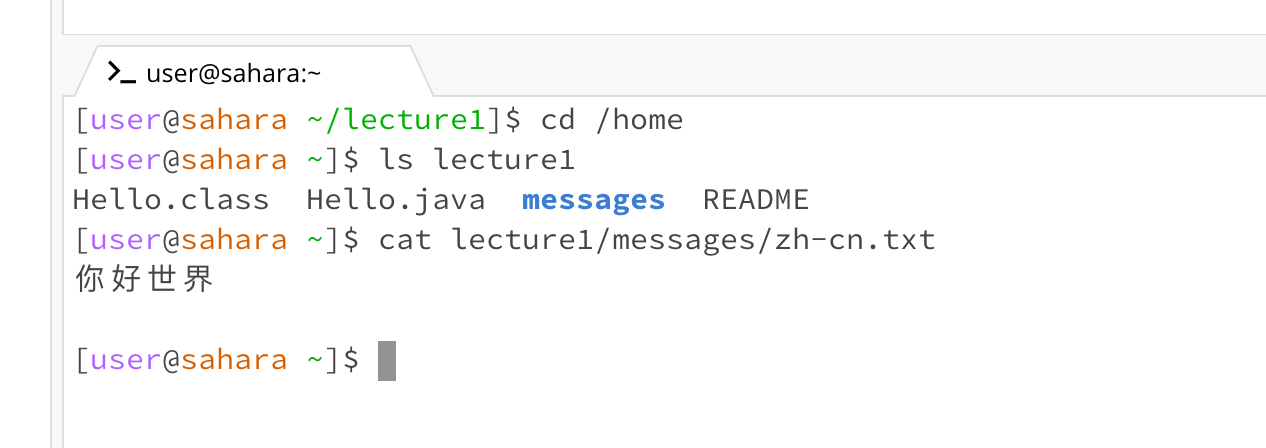 >_ user@sahara:~
[user@sahara ~/lecture1]$ cd /home
[user@sahara ~]$ ls lecture1
Hello.class  Hello.java  messages  README
[user@sahara ~]$ cat lecture1/messages/zh-cn.txt
你好世界
[user@sahara ~]$